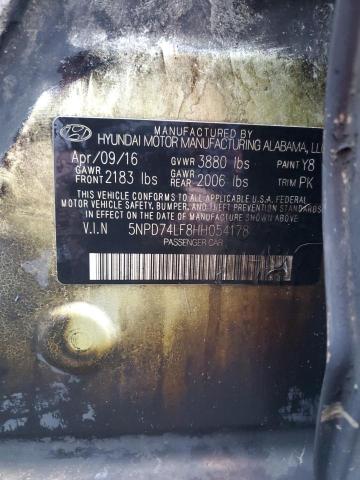 MANUFACTURED BY
HYUNDAI MOTOR MANUFACTURING ALABAMA, LL
Apr/09/16 GVWR 3880 lbs PAINT Y8
GAWR FRONT 2183 lbs GAWR REAR 2006 lbs TRIM PK
THIS VEHICLE CONFORMS TO ALL APPLICABLE U.S.A. FEDERAL
MOTOR VEHICLE SAFETY, BUMPER, AND THEFT PREVENTION STANDARDS
IN EFFECT ON THE DATE OF MANUFACTURE SHOWN ABOVE.
V.I.N 5NPD74LF8HH054178
PASSENGER CAR